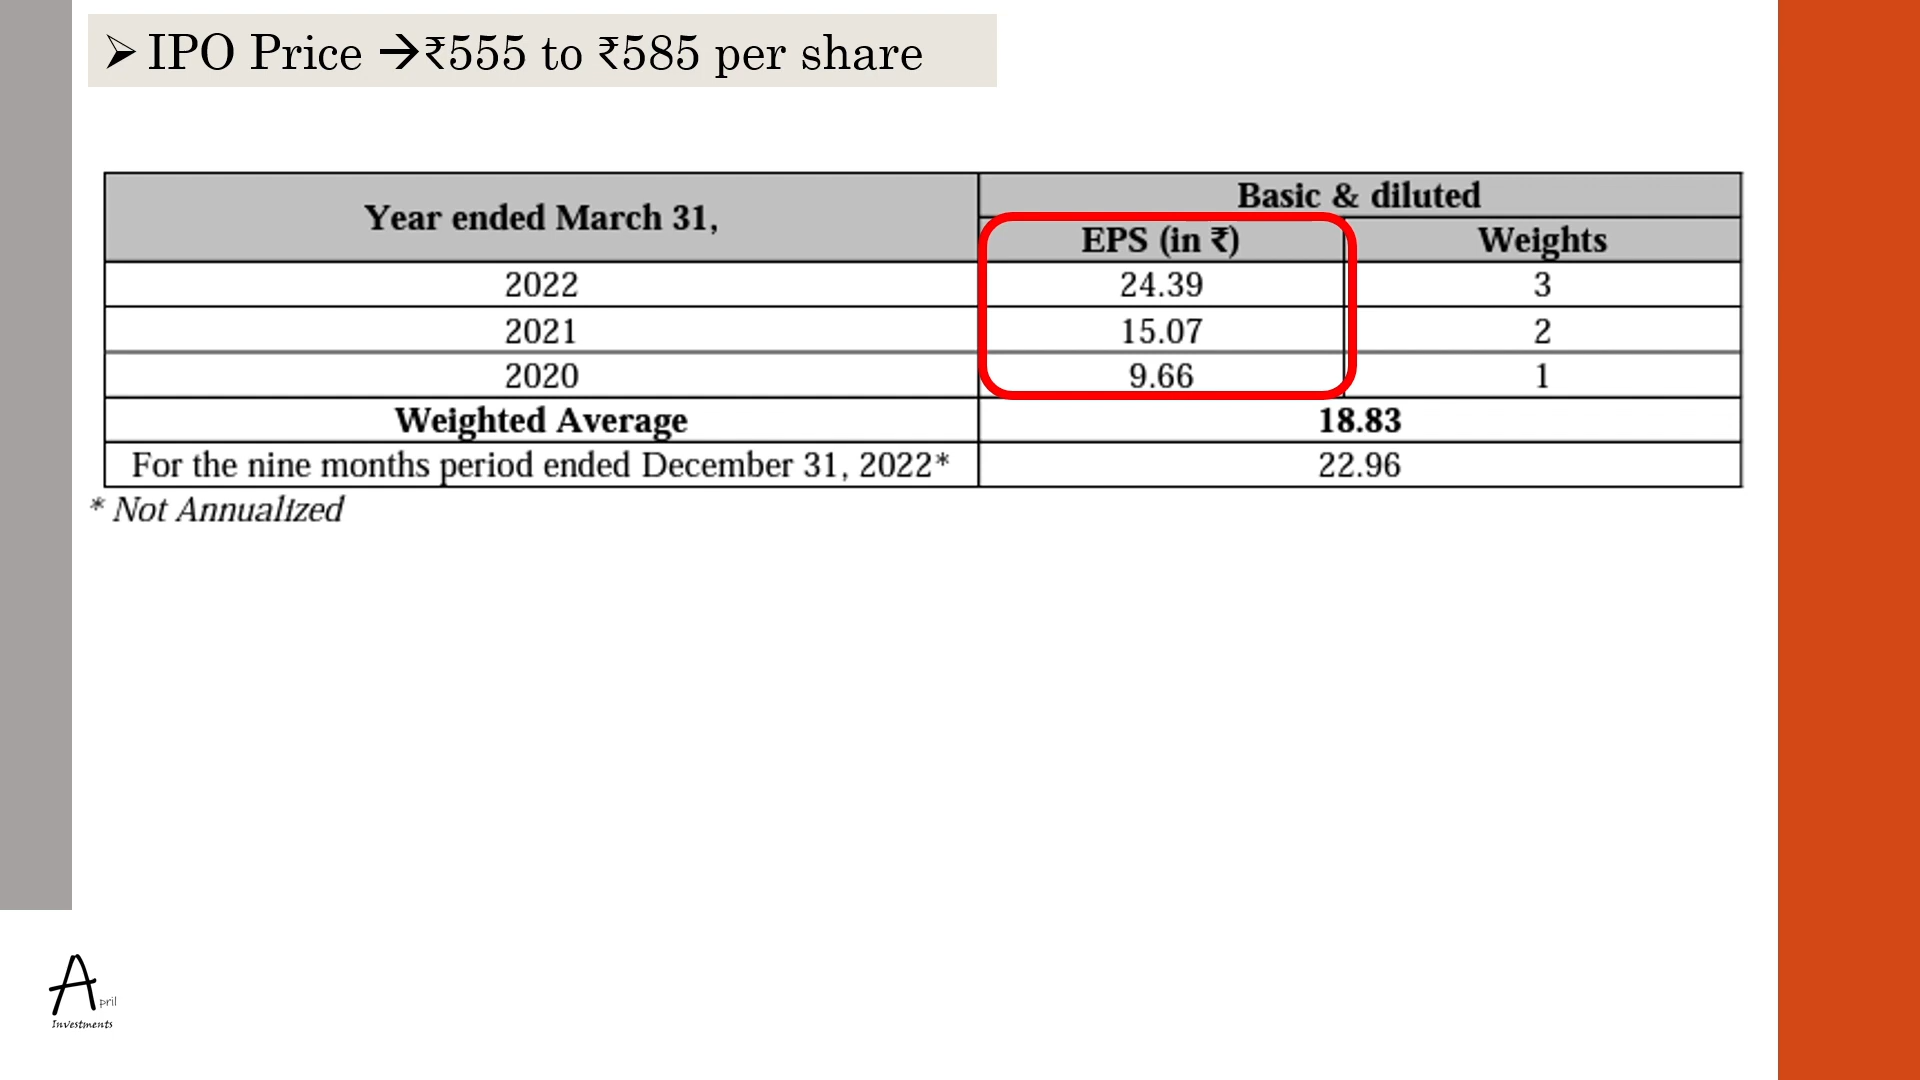 ➢ IPO Price →₹555 to ₹585 per share
Year ended March 31,
Basic & diluted
EPS (in ₹) Weights
2022 24.39 3
2021 15.07 2
2020 9.66 1
Weighted Average 18.83
For the nine months period ended December 31, 2022* 22.96
* Not Annualized
April
Investments